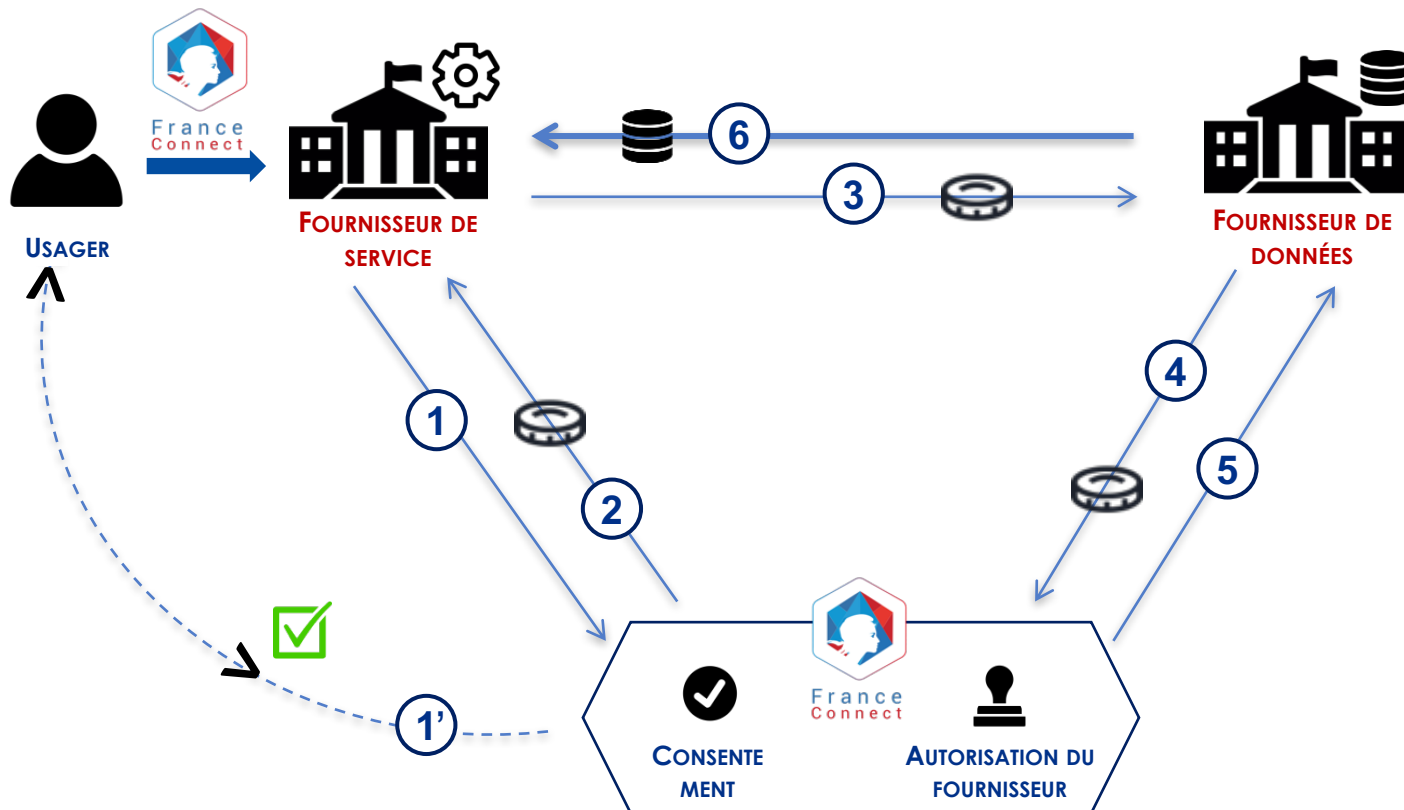 France
Connect
USAGER
FOURNISSEUR DE
SERVICE
6
3
FOURNISSEUR DE
DONNÉES
1
2
4
5
1’
France
Connect
CONSENTE
MENT
AUTORISATION DU
FOURNISSEUR